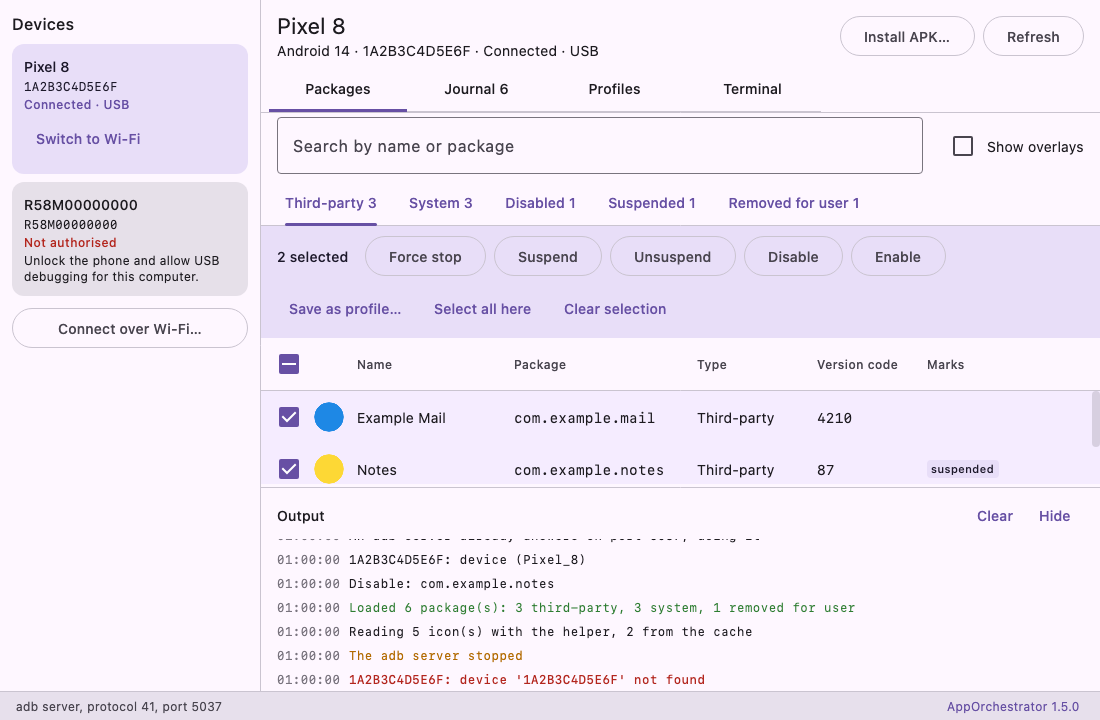 Devices
Pixel 8
1A2B3C4D5E6F
Connected · USB
Switch to Wi-Fi
R58M00000000
R58M00000000
Not authorised
Unlock the phone and allow USB
debugging for this computer.
Connect over Wi-Fi...
Pixel 8
Android 14 · 1A2B3C4D5E6F · Connected · USB
Install APK...
Refresh
Packages
Journal 6
Profiles
Terminal
Search by name or package
Show overlays
Third-party 3
System 3
Disabled 1
Suspended 1
Removed for user 1
2 selected
Force stop
Suspend
Unsuspend
Disable
Enable
Save as profile...
Select all here
Clear selection
Name Package Type Version code Marks
Example Mail com.example.mail Third-party 4210
Notes com.example.notes Third-party 87 suspended
Output
Clear
Hide
01:00:00 1A2B3C4D5E6F: device (Pixel_8)
01:00:00 Disable: com.example.notes
01:00:00 Loaded 6 package(s): 3 third-party, 3 system, 1 removed for user
01:00:00 Reading 5 icon(s) with the helper, 2 from the cache
01:00:00 The adb server stopped
01:00:00 1A2B3C4D5E6F: device '1A2B3C4D5E6F' not found
adb server, protocol 41, port 5037
AppOrchestrator 1.5.0